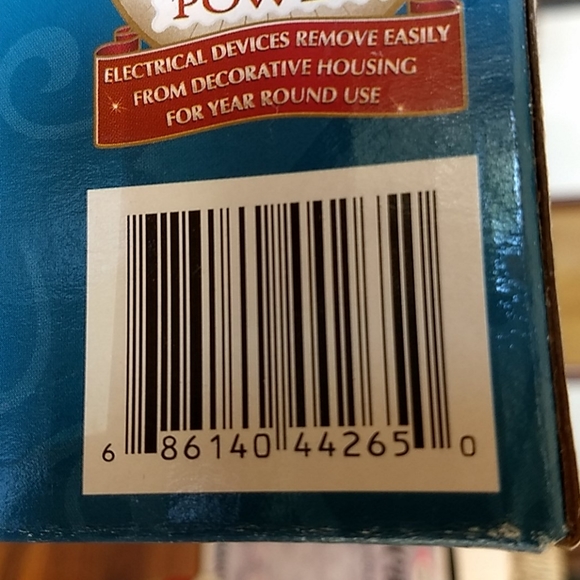 ELECTRICAL DEVICES REMOVE EASILY
FROM DECORATIVE HOUSING
FOR YEAR ROUND USE
6 86140 44265 0